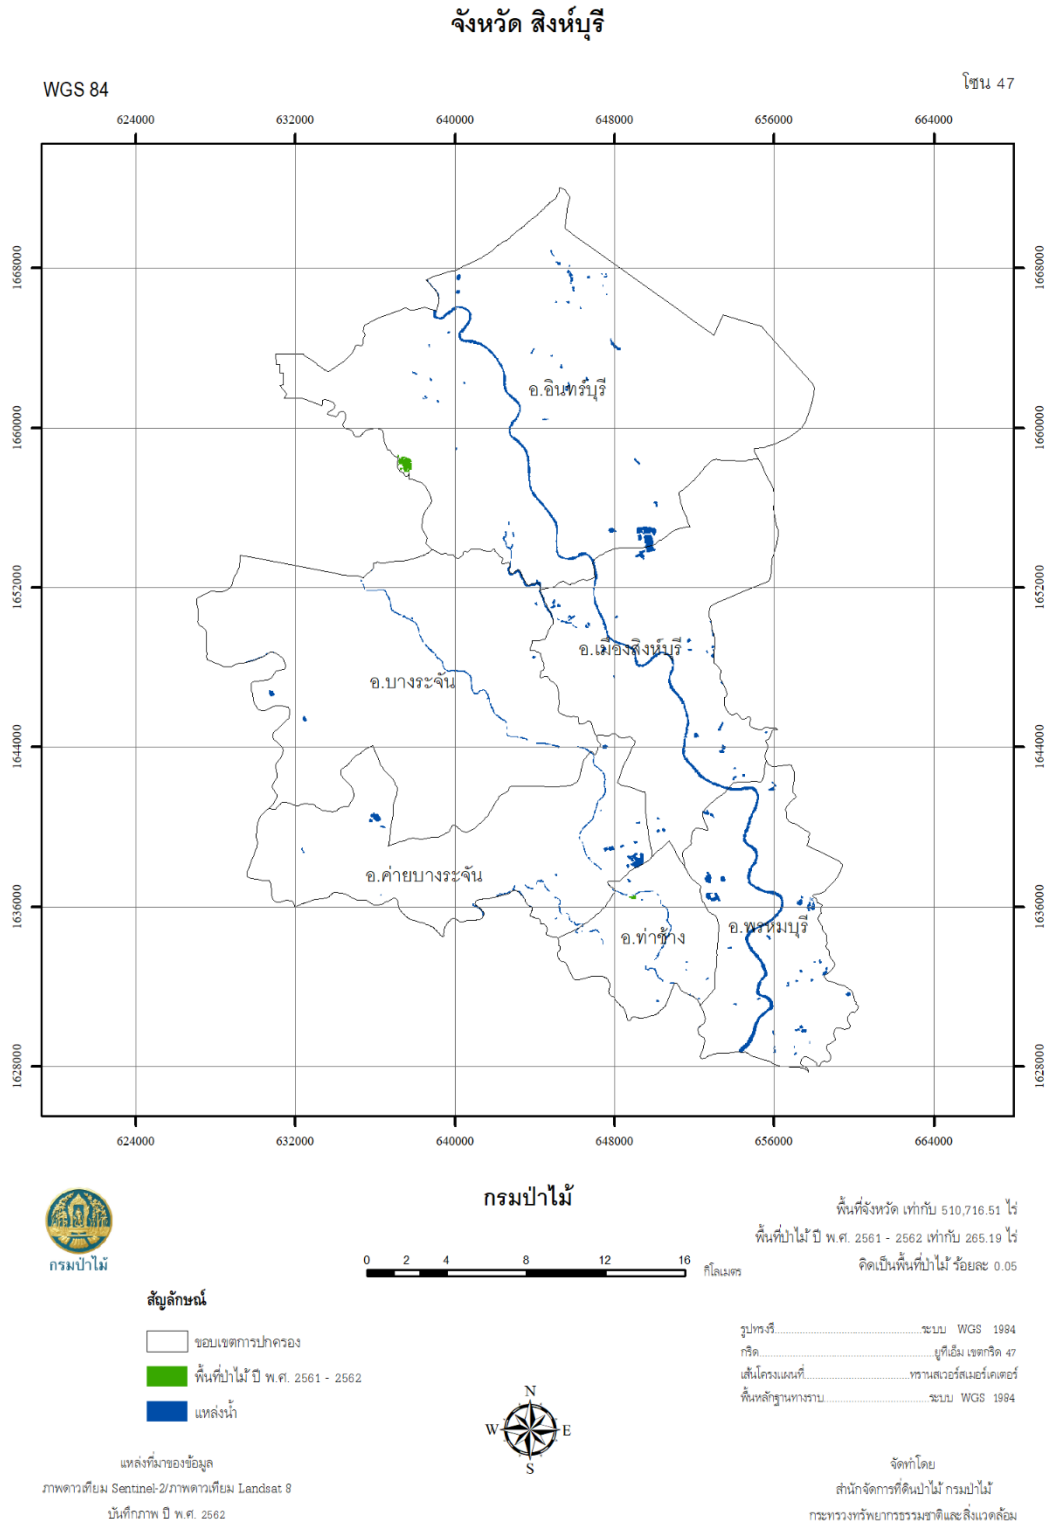 จังหวัด สิงห์บุรี
WGS 84
โซน 47
624000 632000 640000 648000 656000 664000
1668000 1668000
1660000 1660000
1652000 1652000
1644000 1644000
1636000 1636000
1628000 1628000
อ.อินทร์บุรี
อ.เมืองสิงห์บุรี
อ.บางระจัน
อ.ค่ายบางระจัน
อ.ท่าช้าง
อ.พรหมบุรี
624000 632000 640000 648000 656000 664000
กรมป่าไม้
กรมป่าไม้
0 2 4 8 12 16
กิโลเมตร
พื้นที่จังหวัด เท่ากับ 510,716.51 ไร่
พื้นที่ป่าไม้ ปี พ.ศ. 2561 - 2562 เท่ากับ 265.19 ไร่
คิดเป็นพื้นที่ป่าไม้ ร้อยละ 0.05
สัญลักษณ์
ขอบเขตการปกครอง
พื้นที่ป่าไม้ ปี พ.ศ. 2561 - 2562
แหล่งน้ำ
รูปทรงรี........ระบบ WGS 1984
กริด........ยูทีเอ็ม เขตกริด 47
เส้นโครงแผนที่........ทรานสเวอร์สเมอร์เคเตอร์
พื้นหลักฐานทางราบ........ระบบ WGS 1984
N
W E
S
แหล่งที่มาของข้อมูล
ภาพดาวเทียม Sentinel-2/ภาพดาวเทียม Landsat 8
บันทึกภาพ ปี พ.ศ. 2562
จัดทำโดย
สำนักจัดการที่ดินป่าไม้ กรมป่าไม้
กระทรวงทรัพยากรธรรมชาติและสิ่งแวดล้อม